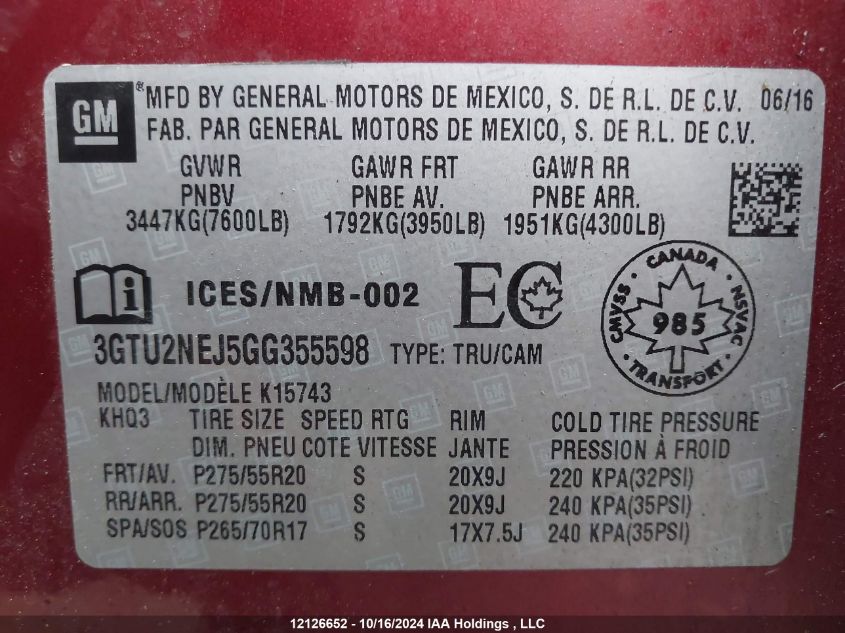 GM ® MFD BY GENERAL MOTORS DE MEXICO, S. DE R.L. DE C.V. 06/16
FAB. PAR GENERAL MOTORS DE MEXICO, S. DE R.L. DE C.V.
GVWR GAWR FRT GAWR RR
PNBV PNBE AV. PNBE ARR.
3447KG(7600LB) 1792KG(3950LB) 1951KG(4300LB)
i ICES/NMB-002 EC
CANADA
CMVSS 985 NSVAC
TRANSPORT
3GTU2NEJ5GG355598 TYPE: TRU/CAM
MODEL/MODÈLE K15743
KHQ3 TIRE SIZE SPEED RTG RIM COLD TIRE PRESSURE
DIM. PNEU COTE VITESSE JANTE PRESSION À FROID
FRT/AV. P275/55R20 S 20X9J 220 KPA(32PSI)
RR/ARR. P275/55R20 S 20X9J 240 KPA(35PSI)
SPA/SOS P265/70R17 S 17X7.5J 240 KPA(35PSI)
12126652 - 10/16/2024 IAA Holdings , LLC